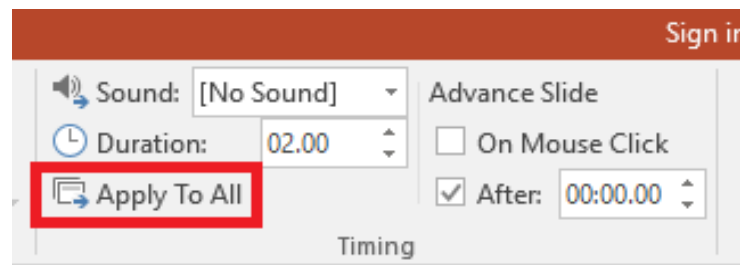 Sign in
Sound: [No Sound]
Advance Slide
Duration: 02.00
On Mouse Click
Apply To All
After: 00:00.00
Timing